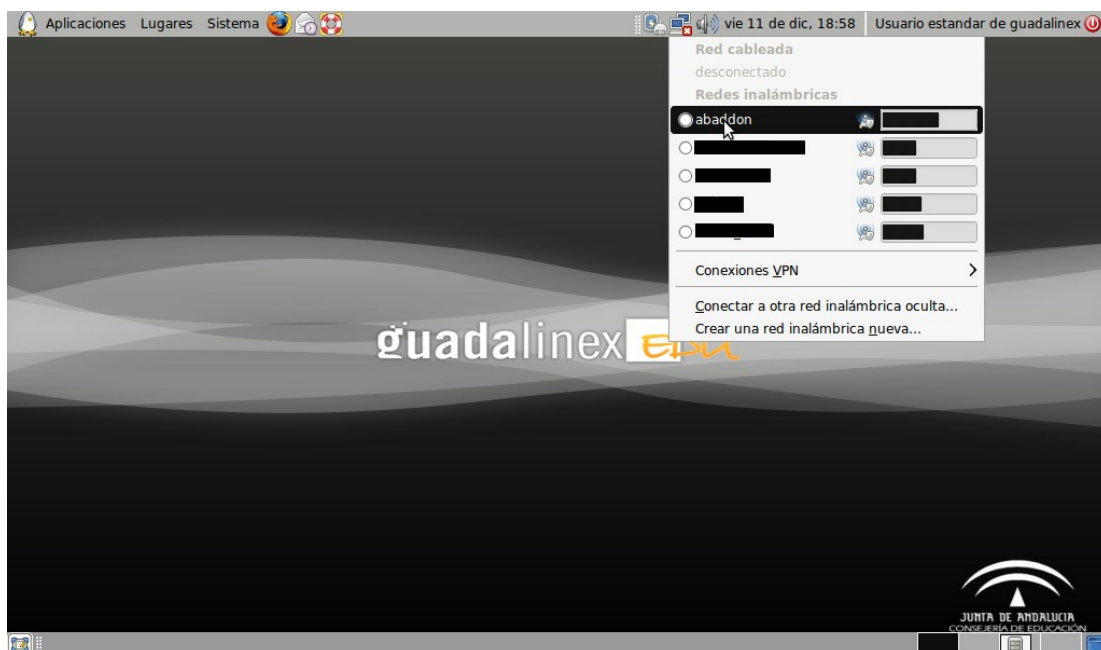 Aplicaciones Lugares Sistema vie 11 de dic, 18:58 Usuario estandar de guadalinex
Red cableada
desconectado
Redes inalámbricas
abaddon
Conexiones VPN
Conectar a otra red inalámbrica oculta...
Crear una red inalámbrica nueva...
guadalinex EDU
JUNTA DE ANDALUCIA
CONSEJERÍA DE EDUCACIÓN